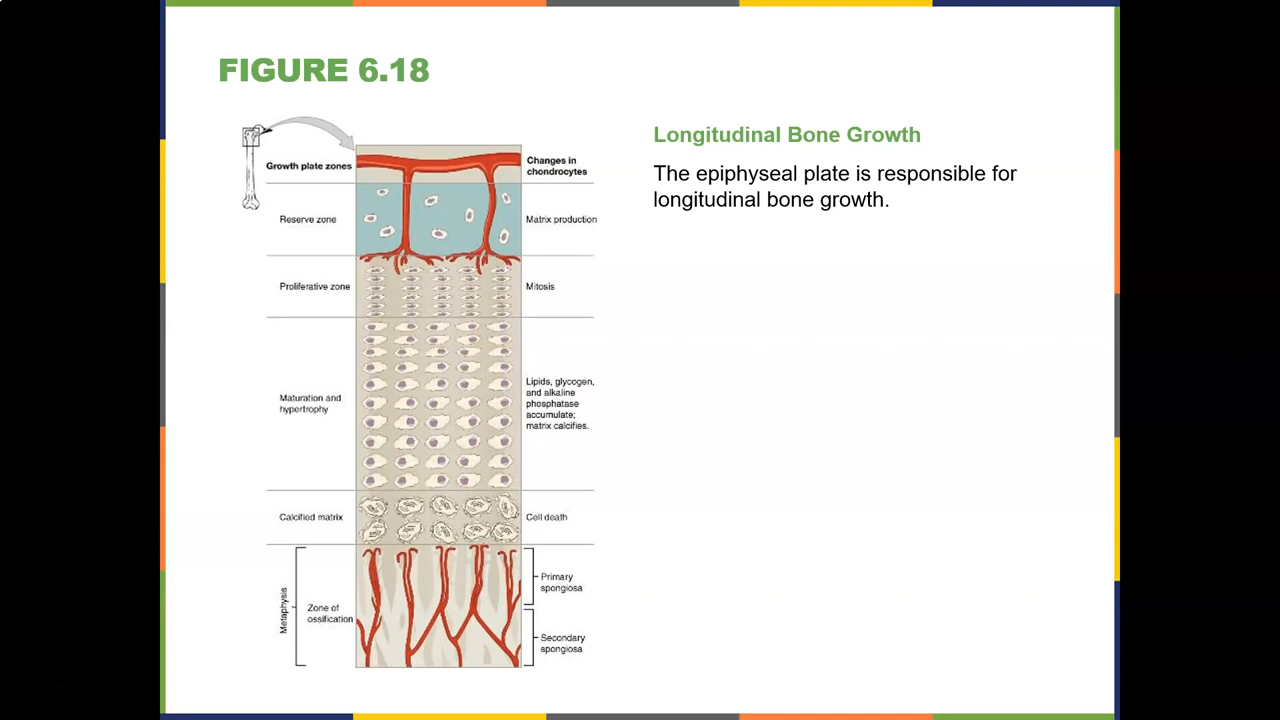 FIGURE 6.18
Growth plate zones
Changes in
chondrocytes
Reserve zone
Matrix production
Proliferative zone
Mitosis
Maturation and
hypertrophy
Lipids, glycogen,
and alkaline
phosphatase
accumulate;
matrix calcifies.
Calcified matrix
Cell death
Metaphysis
Zone of
ossification
Primary
spongiosa
Secondary
spongiosa
Longitudinal Bone Growth
The epiphyseal plate is responsible for
longitudinal bone growth.